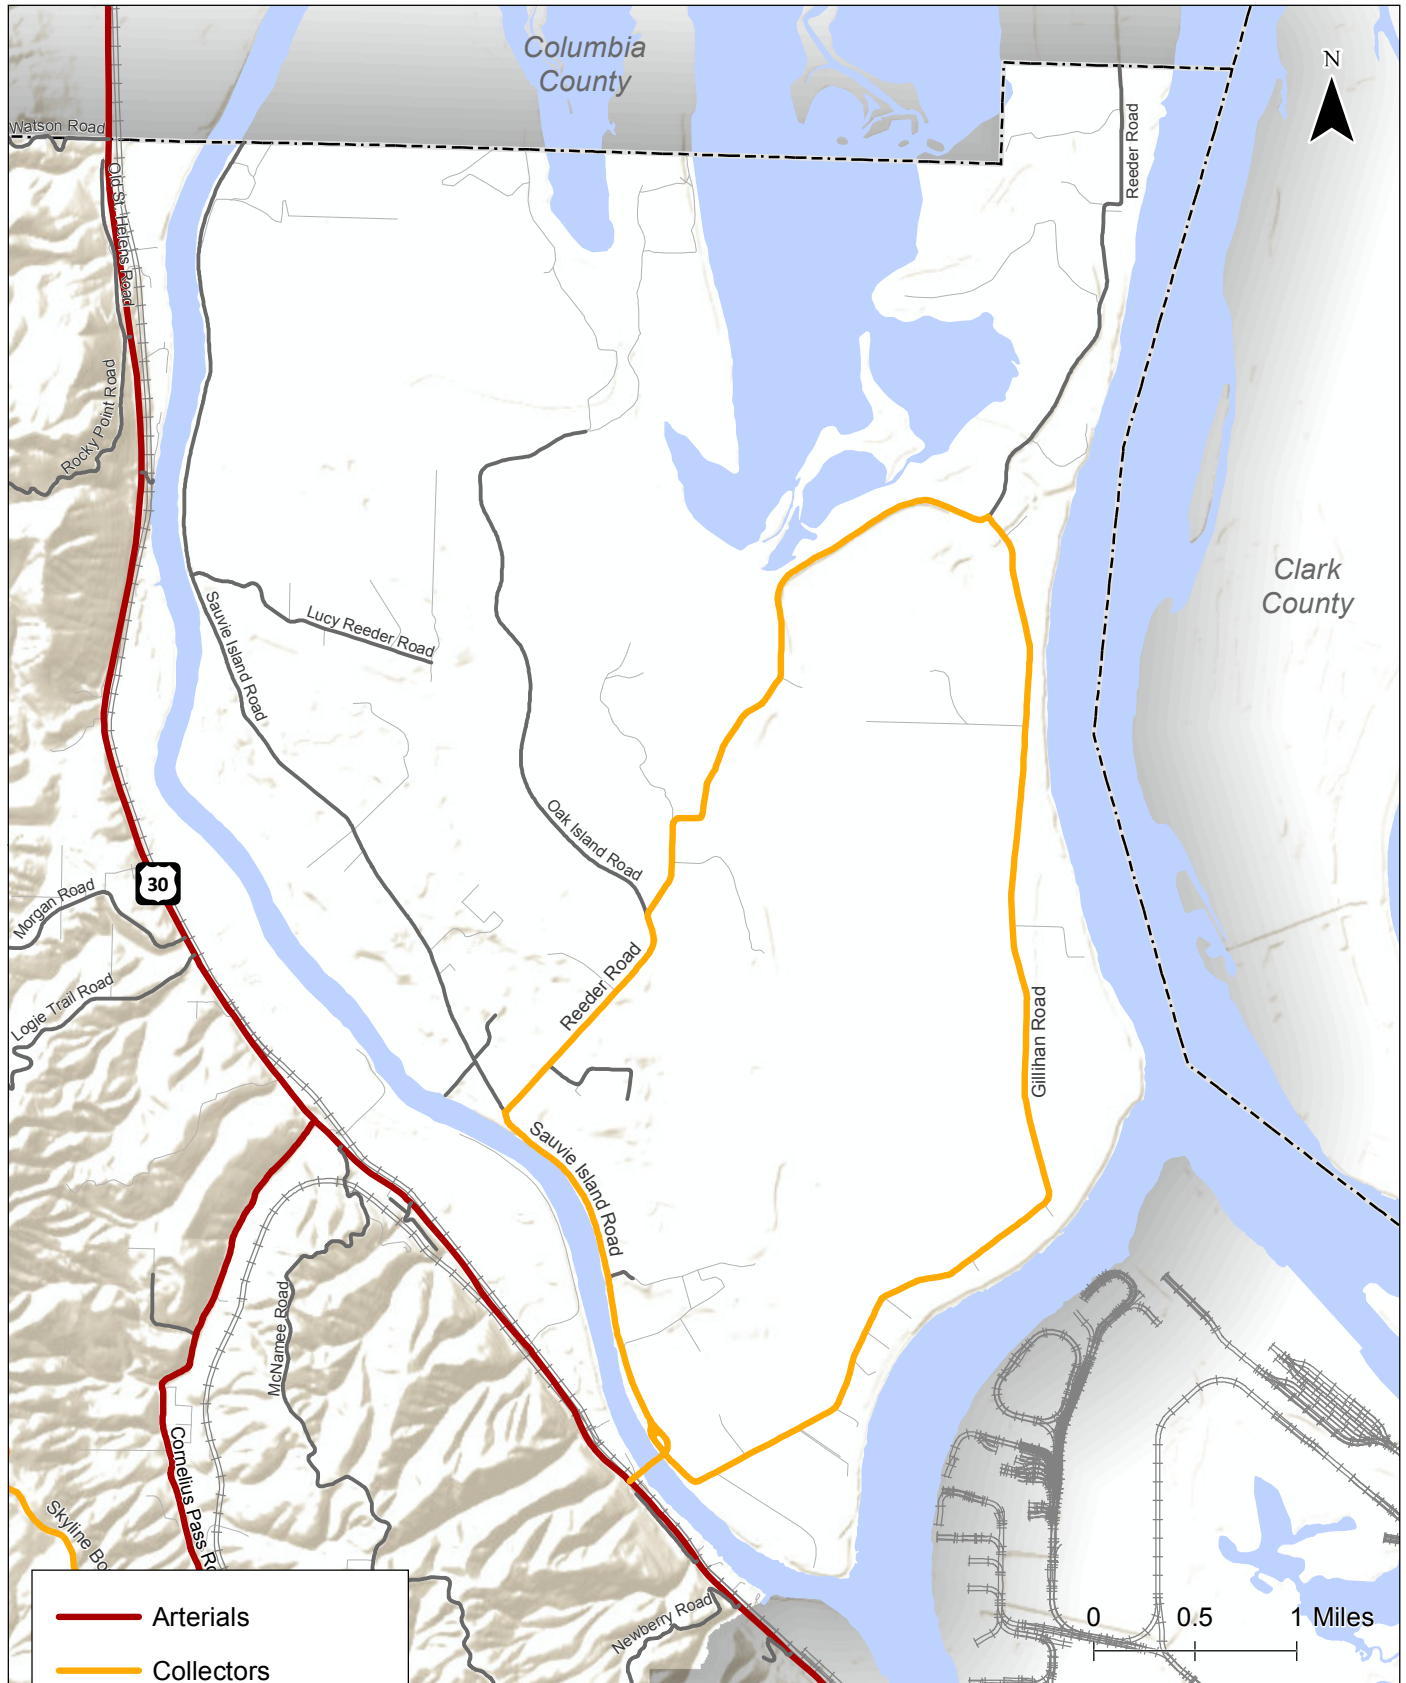 Columbia
County
N
Watson Road
Reeder Road
Old St. Helens Road
Rocky Point Road
Clark
County
Sauvie Island Road
Lucy Reeder Road
Oak Island Road
30
Morgan Road
Reeder Road
Logie Trail Road
Gillihan Road
Sauvie Island Road
McNamee Road
Cornelius Pass Ro
Skyline Bo
Newberry Road
0 0.5 1 Miles
Arterials
Collectors